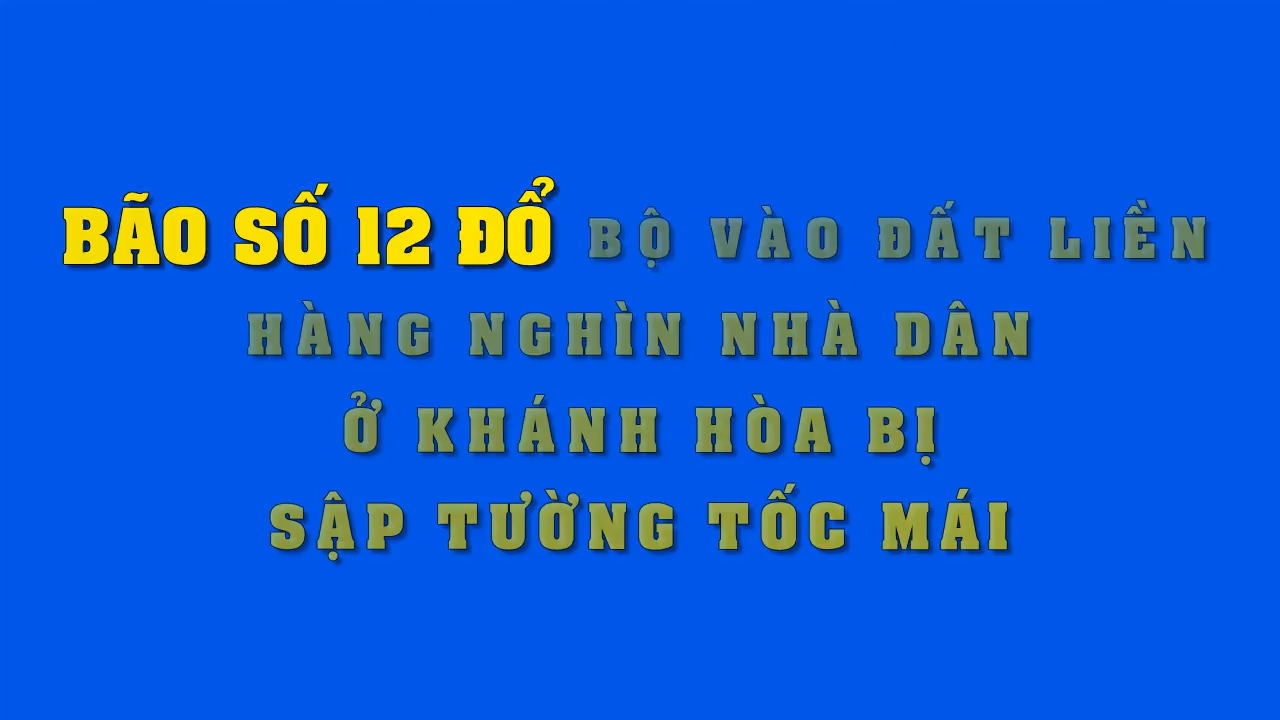 BÃO SỐ 12 ĐỔ BỘ VÀO ĐẤT LIỀN
HÀNG NGHÌN NHÀ DÂN
Ở KHÁNH HÒA BỊ
SẬP TƯỜNG TỐC MÁI